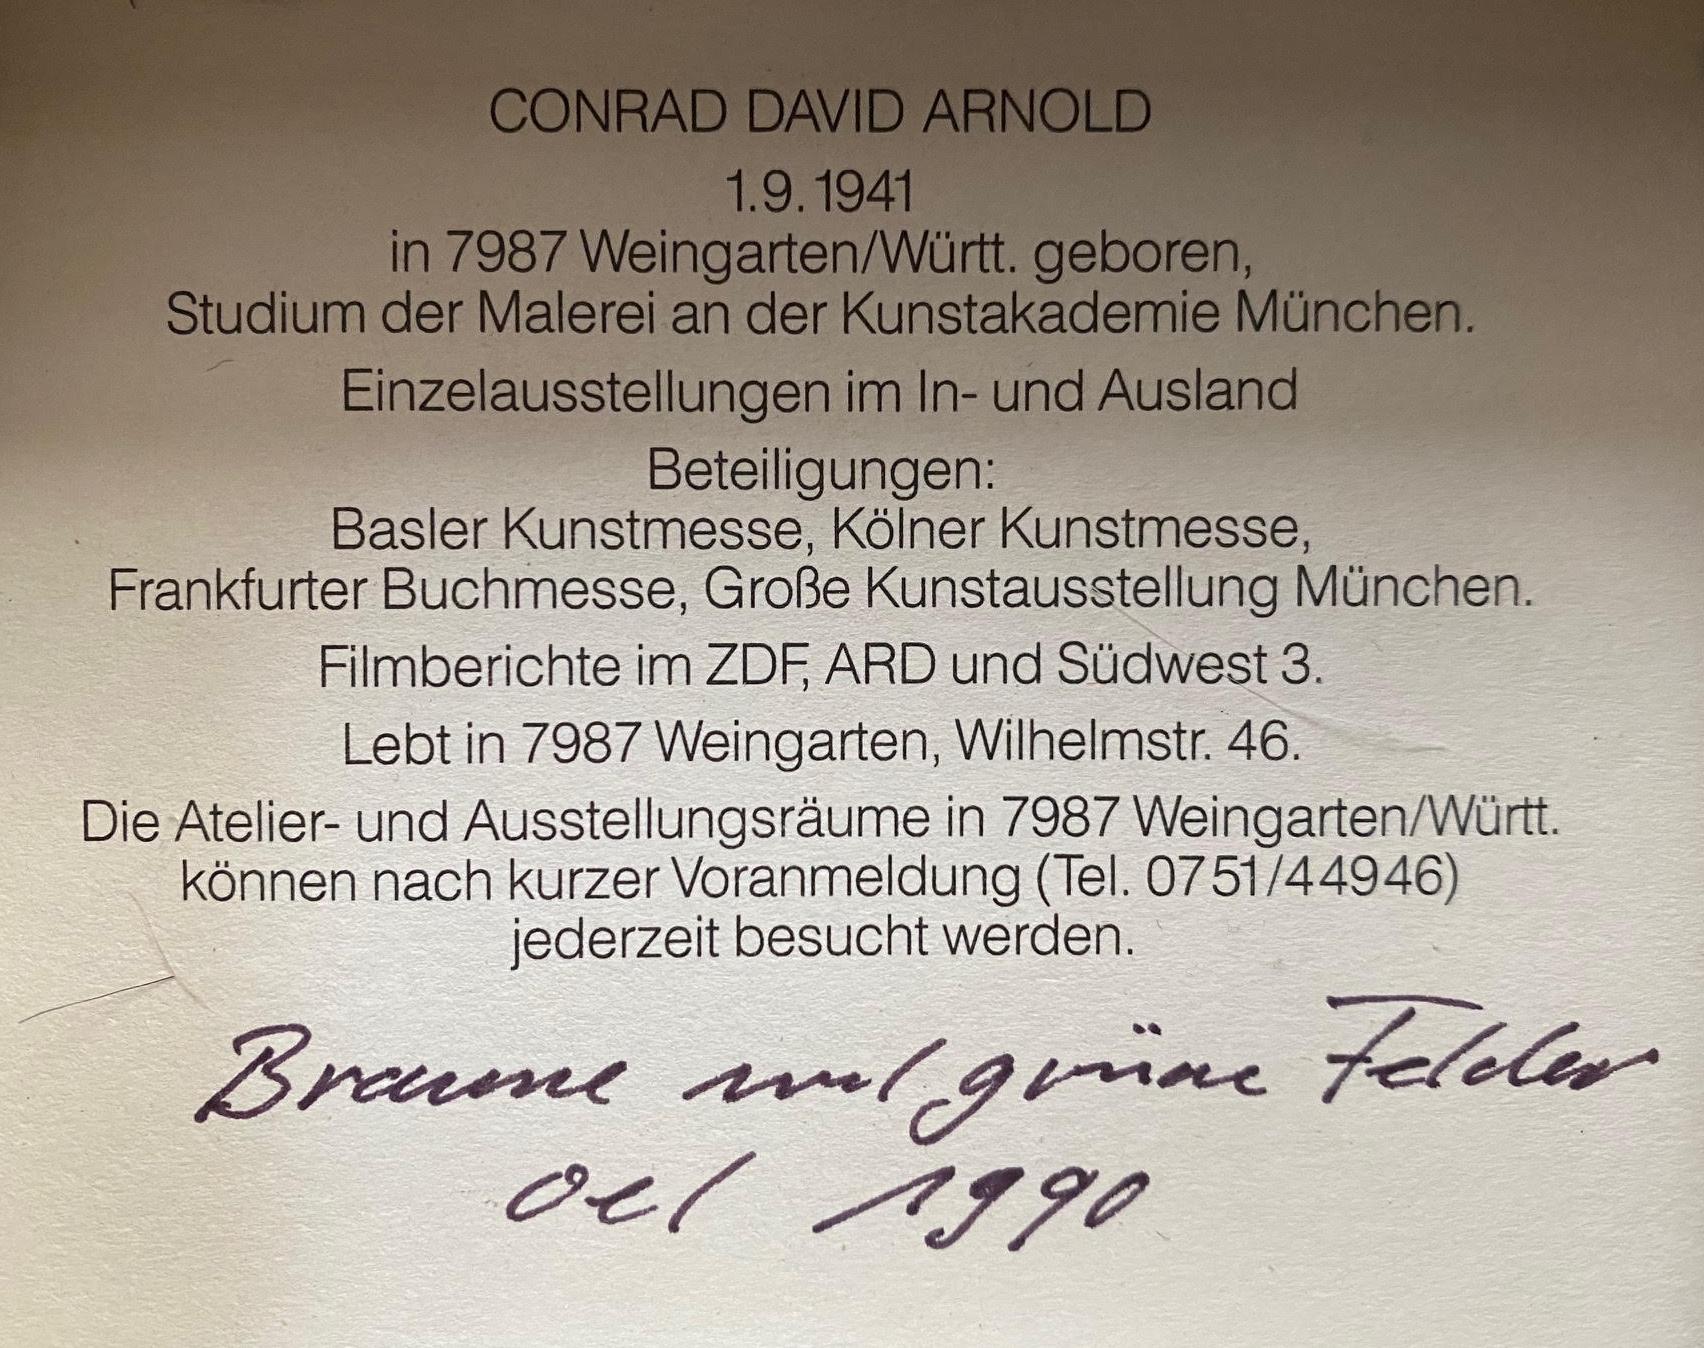 CONRAD DAVID ARNOLD
1.9.1941
in 7987 Weingarten/Württ. geboren,
Studium der Malerei an der Kunstakademie München.
Einzelausstellungen im In- und Ausland
Beteiligungen:
Basler Kunstmesse, Kölner Kunstmesse,
Frankfurter Buchmesse, Große Kunstausstellung München.
Filmberichte im ZDF, ARD und Südwest 3.
Lebt in 7987 Weingarten, Wilhelmstr. 46.
Die Atelier- und Ausstellungsräume in 7987 Weingarten/Württ.
können nach kurzer Voranmeldung (Tel. 0751/44946)
jederzeit besucht werden.
Braune und grüne Felder
oel 1990